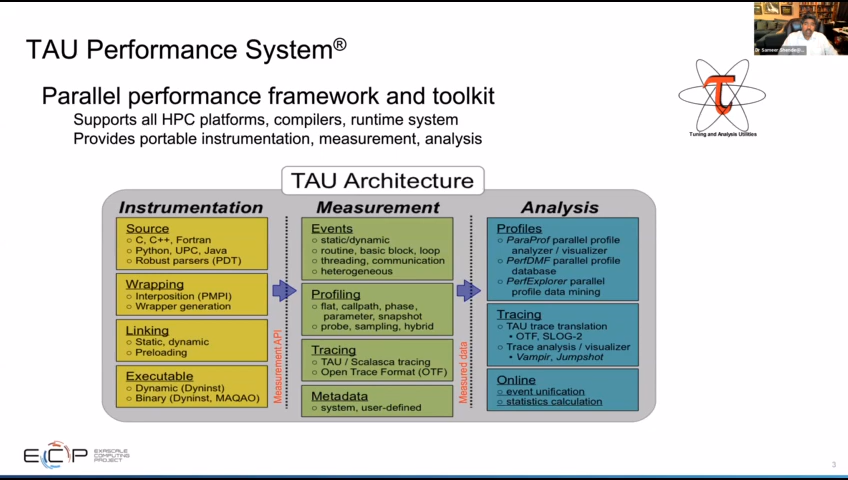 TAU Performance System®
Dr Sameer Shende
Parallel performance framework and toolkit
Supports all HPC platforms, compilers, runtime system
Provides portable instrumentation, measurement, analysis
Tuning and Analysis Utilities
TAU Architecture
Instrumentation
Source
○ C, C++, Fortran
○ Python, UPC, Java
○ Robust parsers (PDT)
Wrapping
○ Interposition (PMPI)
○ Wrapper generation
Linking
○ Static, dynamic
○ Preloading
Executable
○ Dynamic (Dyninst)
○ Binary (Dyninst, MAQAO)
Measurement API
Measurement
Events
○ static/dynamic
○ routine, basic block, loop
○ threading, communication
○ heterogeneous
Profiling
○ flat, callpath, phase,
parameter, snapshot
○ probe, sampling, hybrid
Tracing
○ TAU / Scalasca tracing
○ Open Trace Format (OTF)
Metadata
○ system, user-defined
Measured data
Analysis
Profiles
○ ParaProf parallel profile
analyzer / visualizer
○ PerfDMF parallel profile
database
○ PerfExplorer parallel
profile data mining
Tracing
○ TAU trace translation
• OTF, SLOG-2
○ Trace analysis / visualizer
• Vampir, Jumpshot
Online
○ event unification
○ statistics calculation
ECP
EXASCALE
COMPUTING
PROJECT
3